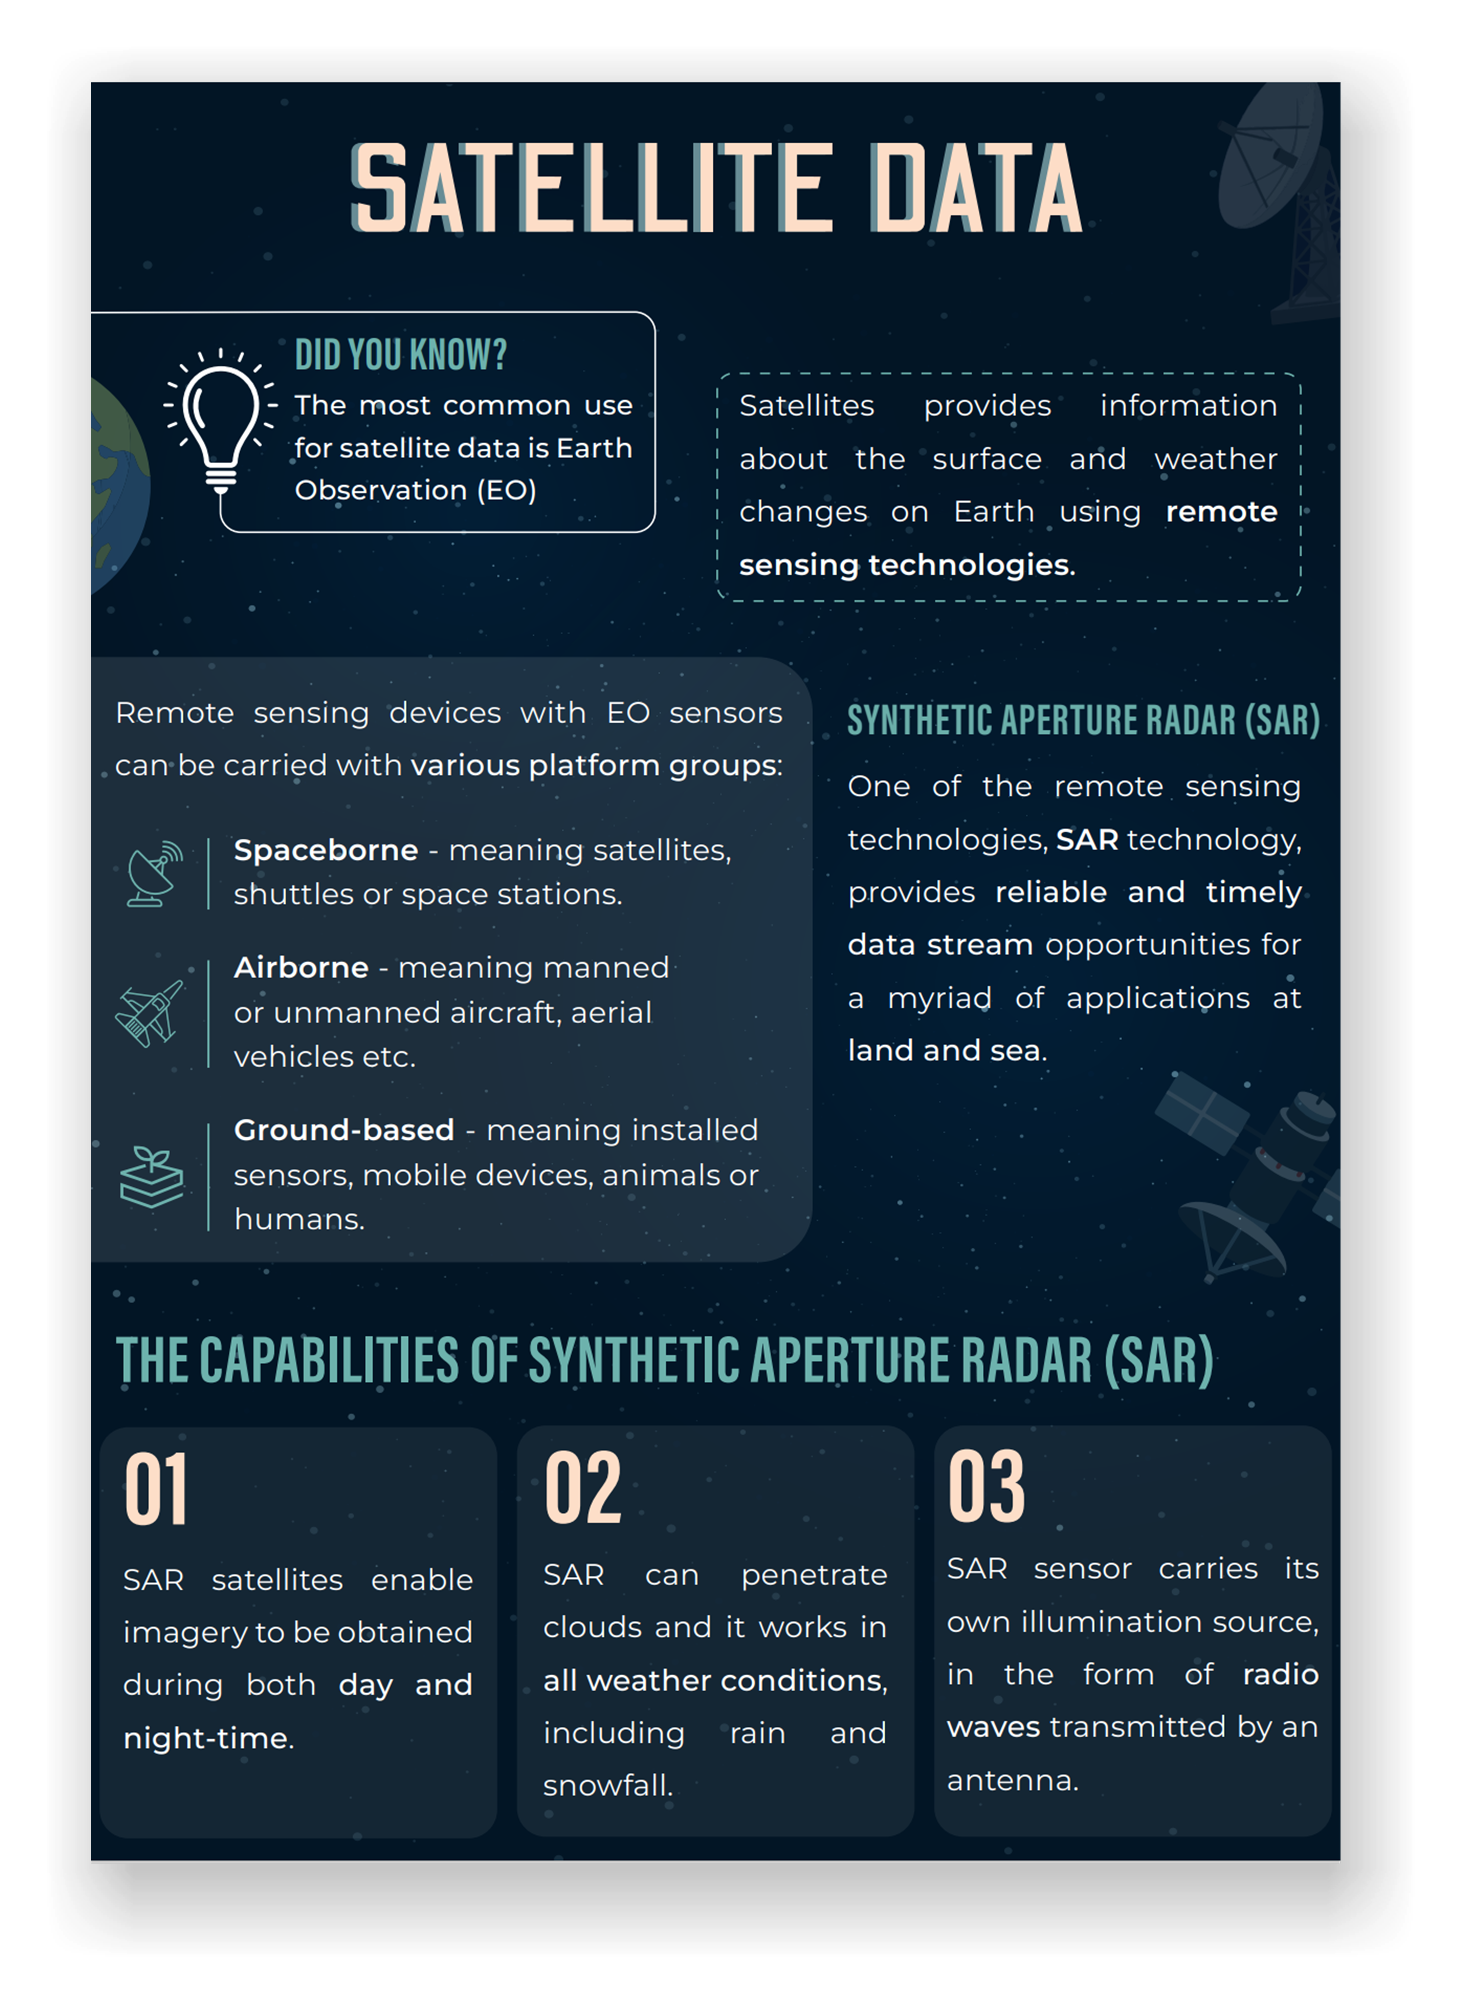 SATELLITE DATA
DID YOU KNOW?
The most common use
for satellite data is Earth
Observation (EO)
Satellites provides information
about the surface and weather
changes on Earth using remote
sensing technologies.
Remote sensing devices with EO sensors
can be carried with various platform groups:
Spaceborne - meaning satellites,
shuttles or space stations.
Airborne - meaning manned
or unmanned aircraft, aerial
vehicles etc.
Ground-based - meaning installed
sensors, mobile devices, animals or
humans.
SYNTHETIC APERTURE RADAR (SAR)
One of the remote sensing
technologies, SAR technology,
provides reliable and timely
data stream opportunities for
a myriad of applications at
land and sea.
THE CAPABILITIES OF SYNTHETIC APERTURE RADAR (SAR)
01
SAR satellites enable
imagery to be obtained
during both day and
night-time.
02
SAR can penetrate
clouds and it works in
all weather conditions,
including rain and
snowfall.
03
SAR sensor carries its
own illumination source,
in the form of radio
waves transmitted by an
antenna.